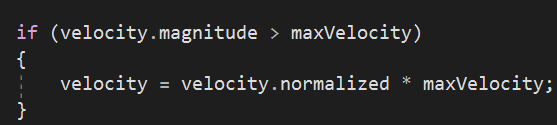 if (velocity.magnitude > maxVelocity)
{
    velocity = velocity.normalized * maxVelocity;
}